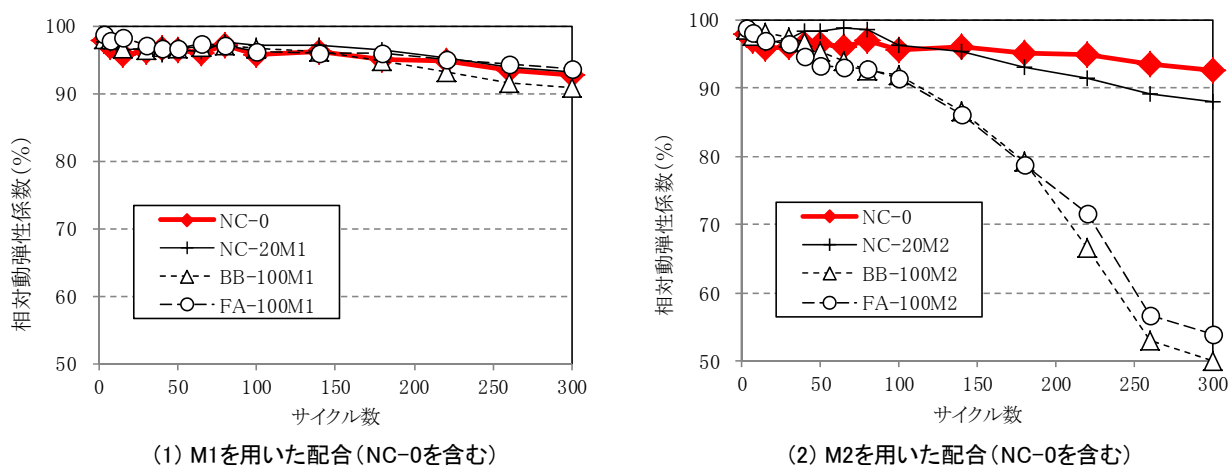 相対動弾性係数(%)
100
90
80
70
60
50
NC-0
NC-20M1
BB-100M1
FA-100M1
0
50
100
150
200
250
300
サイクル数
(1) M1を用いた配合(NC-0を含む)
相対動弾性係数(%)
100
90
80
70
60
50
NC-0
NC-20M2
BB-100M2
FA-100M2
0
50
100
150
200
250
300
サイクル数
(2) M2を用いた配合(NC-0を含む)